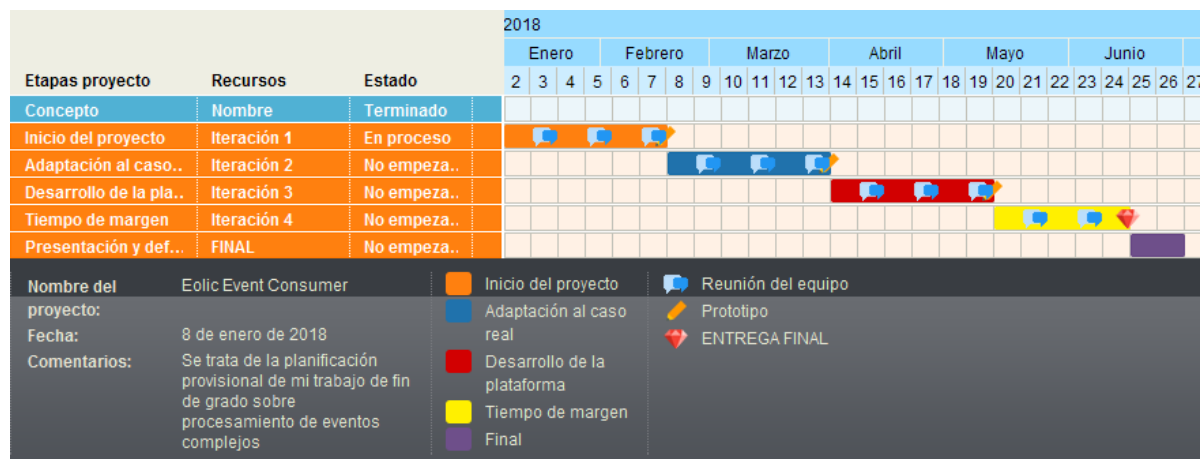 2018
Enero Febrero Marzo Abril Mayo Junio
Etapas proyecto Recursos Estado 2 3 4 5 6 7 8 9 10 11 12 13 14 15 16 17 18 19 20 21 22 23 24 25 26 27
Concepto Nombre Terminado
Inicio del proyecto Iteración 1 En proceso
Adaptación al caso.. Iteración 2 No empeza..
Desarrollo de la pla.. Iteración 3 No empeza..
Tiempo de margen Iteración 4 No empeza..
Presentación y def... FINAL No empeza..
Nombre del proyecto: Eolic Event Consumer
Fecha: 8 de enero de 2018
Comentarios: Se trata de la planificación
provisional de mi trabajo de fin
de grado sobre
procesamiento de eventos
complejos
Inicio del proyecto
Adaptación al caso
real
Desarrollo de la
plataforma
Tiempo de margen
Final
Reunión del equipo
Prototipo
ENTREGA FINAL